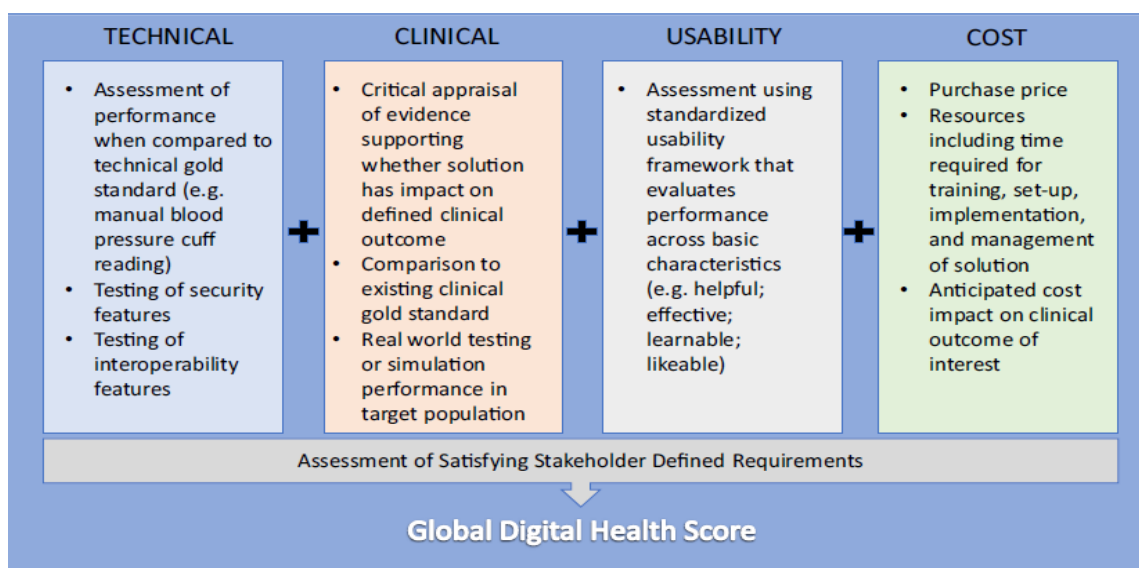 TECHNICAL
• Assessment of
performance
when compared to
technical gold
standard (e.g.
manual blood
pressure cuff
reading)
• Testing of security
features
• Testing of
interoperability
features
+
CLINICAL
• Critical appraisal
of evidence
supporting
whether solution
has impact on
defined clinical
outcome
• Comparison to
existing clinical
gold standard
• Real world testing
or simulation
performance in
target population
+
USABILITY
• Assessment using
standardized
usability
framework that
evaluates
performance
across basic
characteristics
(e.g. helpful;
effective;
learnable;
likeable)
+
COST
• Purchase price
• Resources
including time
required for
training, set-up,
implementation,
and management
of solution
• Anticipated cost
impact on clinical
outcome of
interest
Assessment of Satisfying Stakeholder Defined Requirements
Global Digital Health Score